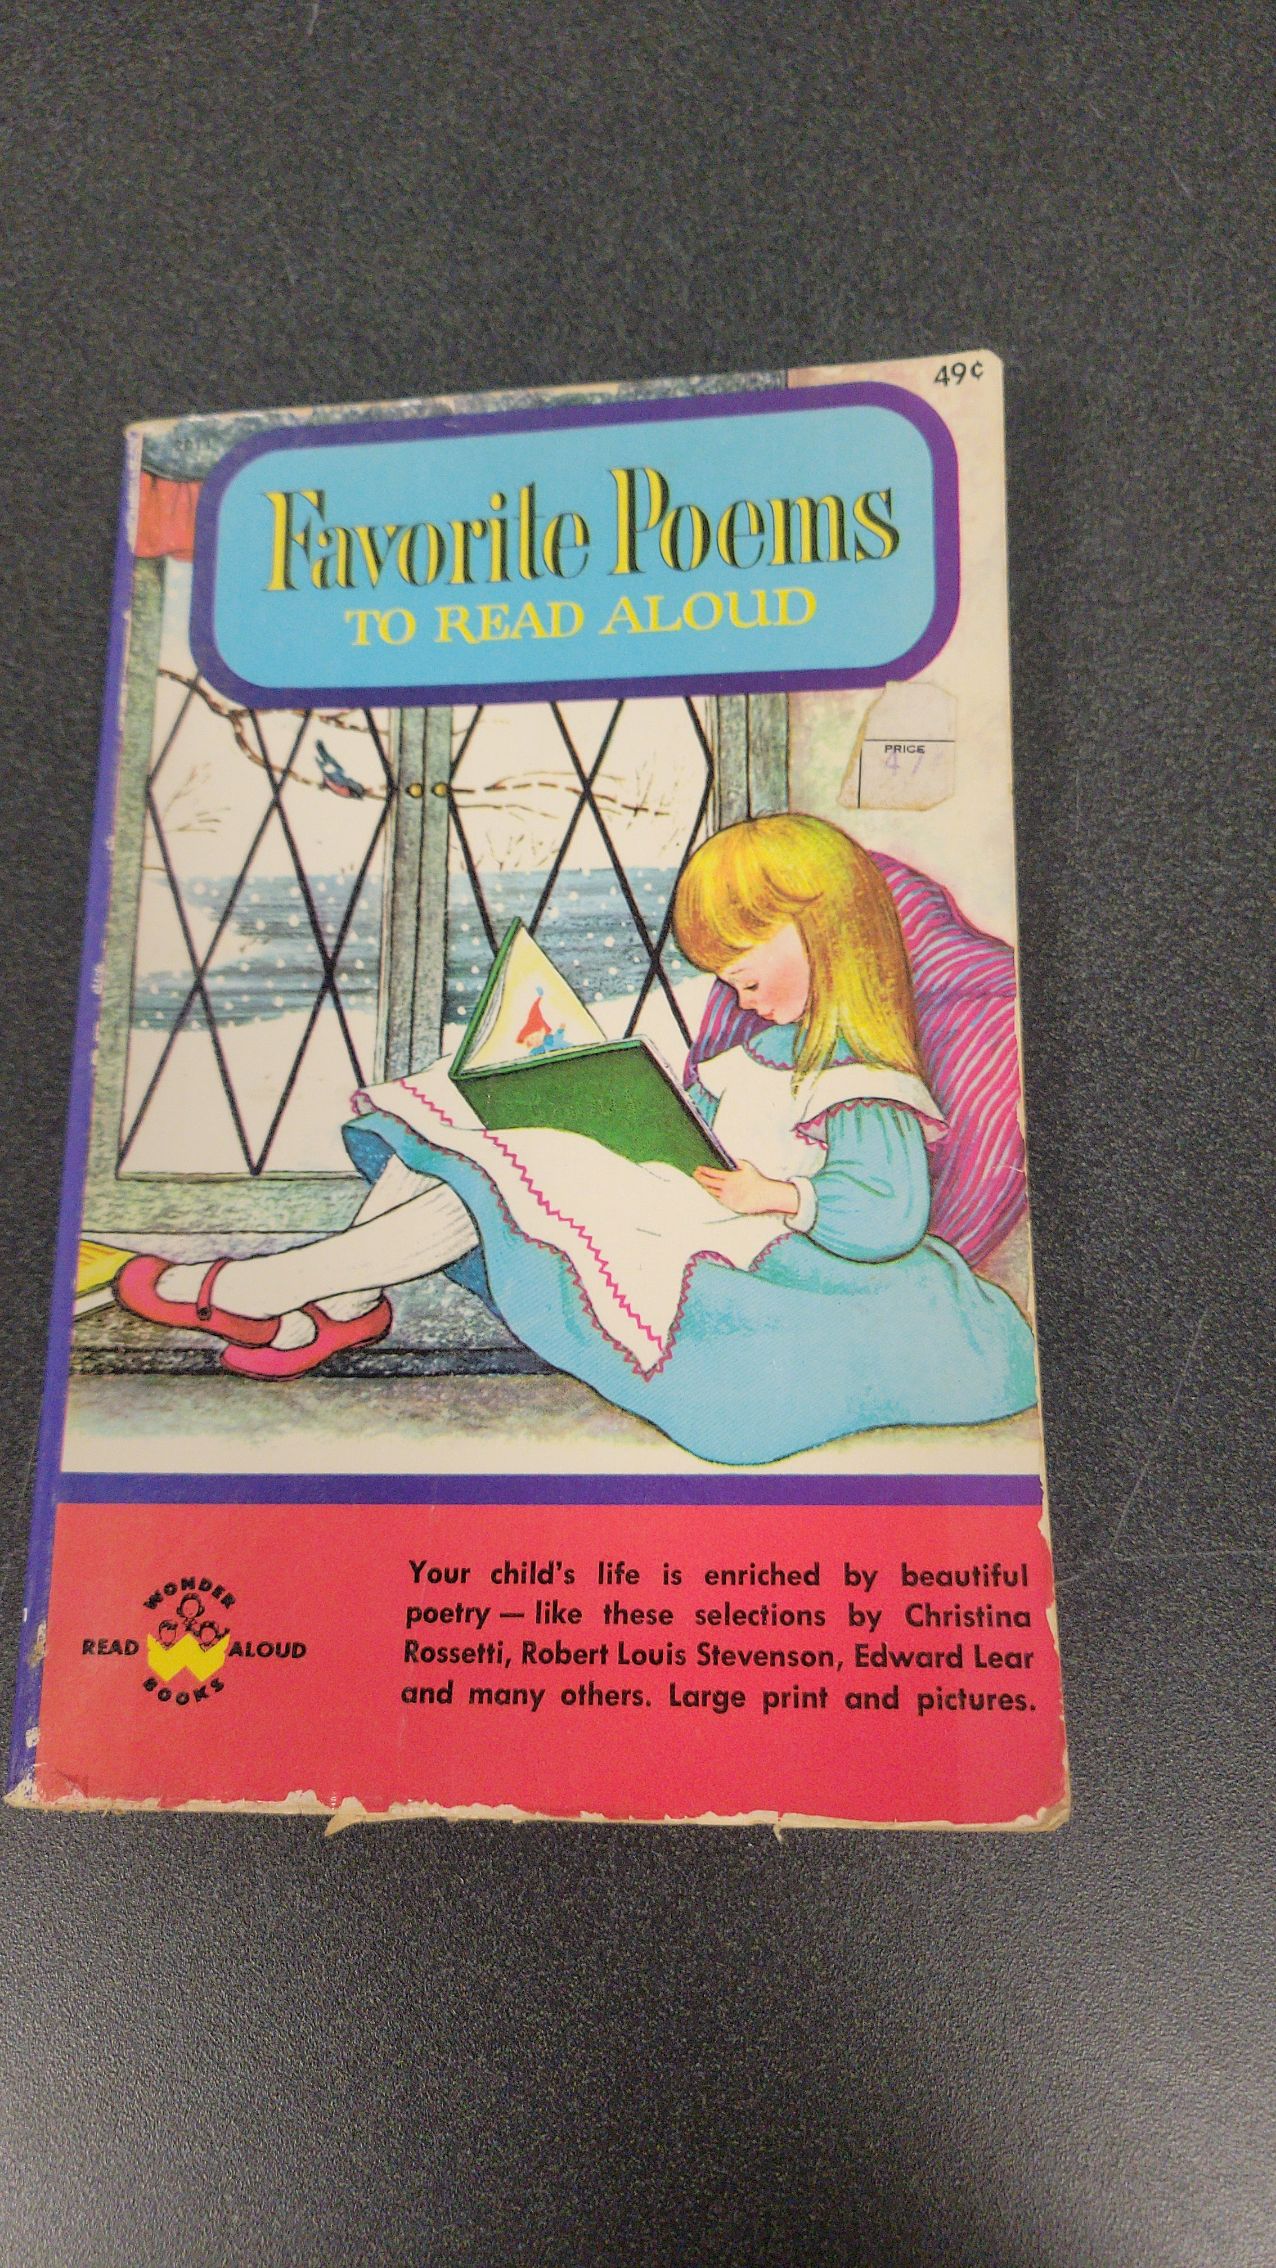 49¢
Favorite Poems
TO READ ALOUD
PRICE
Your child's life is enriched by beautiful
poetry — like these selections by Christina
Rossetti, Robert Louis Stevenson, Edward Lear
and many others. Large print and pictures.
WONDER
READ ALOUD
BOOKS